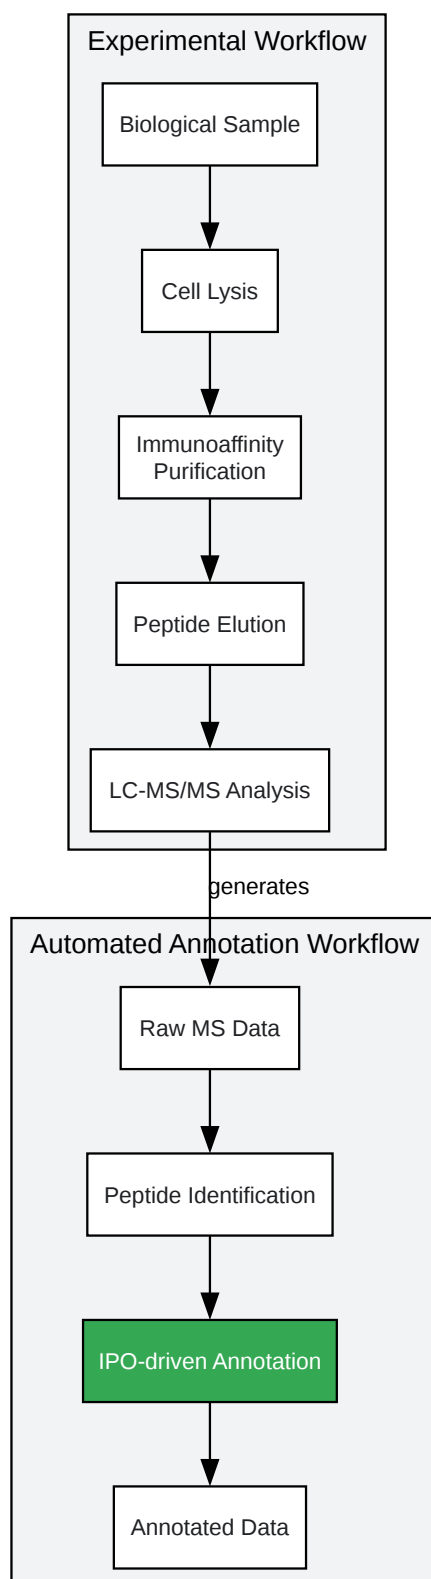 Experimental Workflow
Biological Sample
Cell Lysis
Immunoaffinity
Purification
Peptide Elution
LC-MS/MS Analysis
generates
Automated Annotation Workflow
Raw MS Data
Peptide Identification
IPO-driven Annotation
Annotated Data